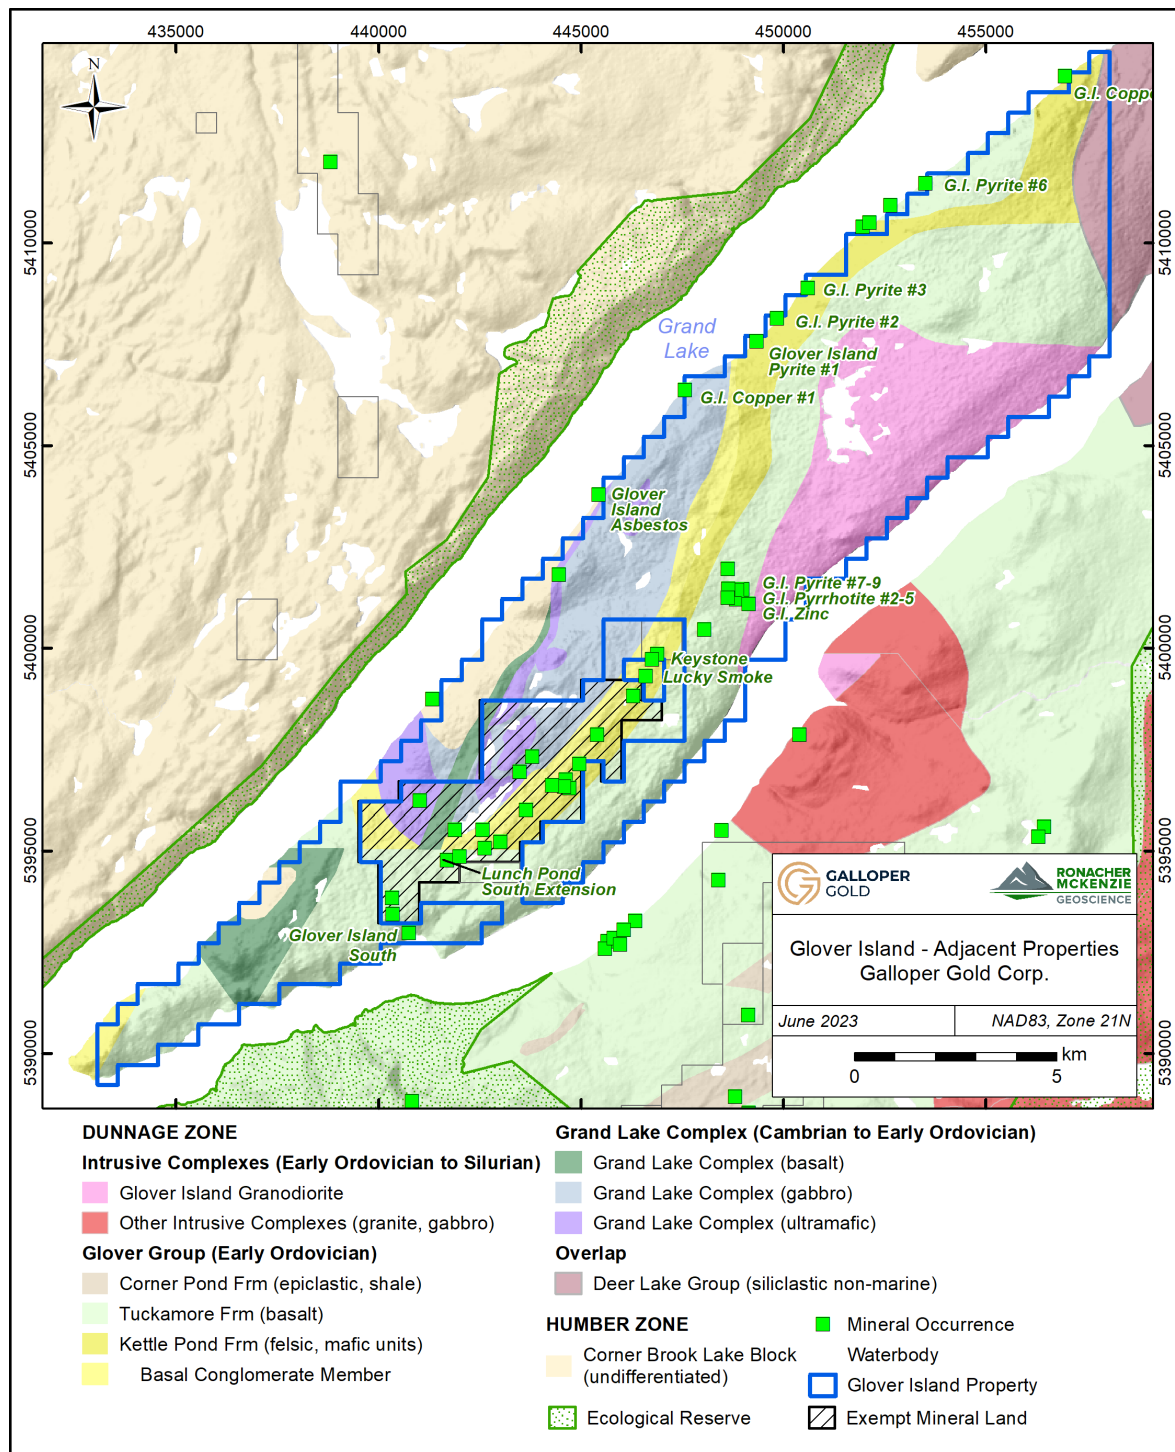 435000
440000
445000
450000
455000
N
5410000
5405000
5400000
5395000
5390000
5410000
5405000
5400000
5395000
5390000
G.I. Coppe
G.I. Pyrite #6
G.I. Pyrite #3
G.I. Pyrite #2
Grand
Lake
Glover Island
Pyrite #1
G.I. Copper #1
Glover
Island
Asbestos
G.I. Pyrite #7-9
G.I. Pyrrhotite #2-5
G.I. Zinc
Keystone
Lucky Smoke
Lunch Pond
South Extension
Glover Island
South
GALLOPER
GOLD
RONACHER
MCKENZIE
GEOSCIENCE
Glover Island - Adjacent Properties
Galloper Gold Corp.
June 2023
NAD83, Zone 21N
km
0 5
DUNNAGE ZONE
Intrusive Complexes (Early Ordovician to Silurian)
Glover Island Granodiorite
Other Intrusive Complexes (granite, gabbro)
Glover Group (Early Ordovician)
Corner Pond Frm (epiclastic, shale)
Tuckamore Frm (basalt)
Kettle Pond Frm (felsic, mafic units)
Basal Conglomerate Member
Grand Lake Complex (Cambrian to Early Ordovician)
Grand Lake Complex (basalt)
Grand Lake Complex (gabbro)
Grand Lake Complex (ultramafic)
Overlap
Deer Lake Group (siliclastic non-marine)
HUMBER ZONE
Corner Brook Lake Block
(undifferentiated)
Ecological Reserve
Mineral Occurrence
Waterbody
Glover Island Property
Exempt Mineral Land